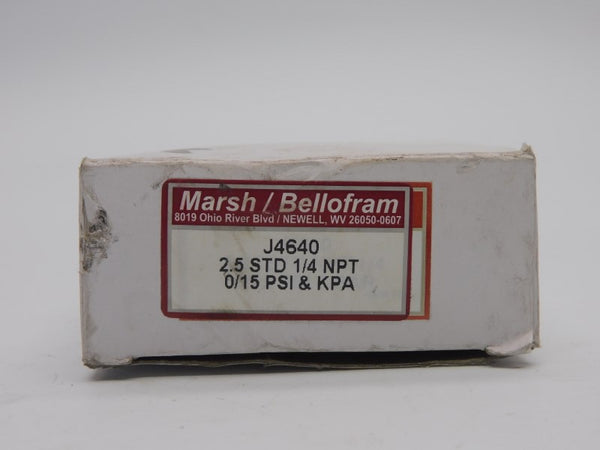 Marsh / Bellofram
8019 Ohio River Blvd / NEWELL, WV 26050-0607
J4640
2.5 STD 1/4 NPT
0/15 PSI & KPA